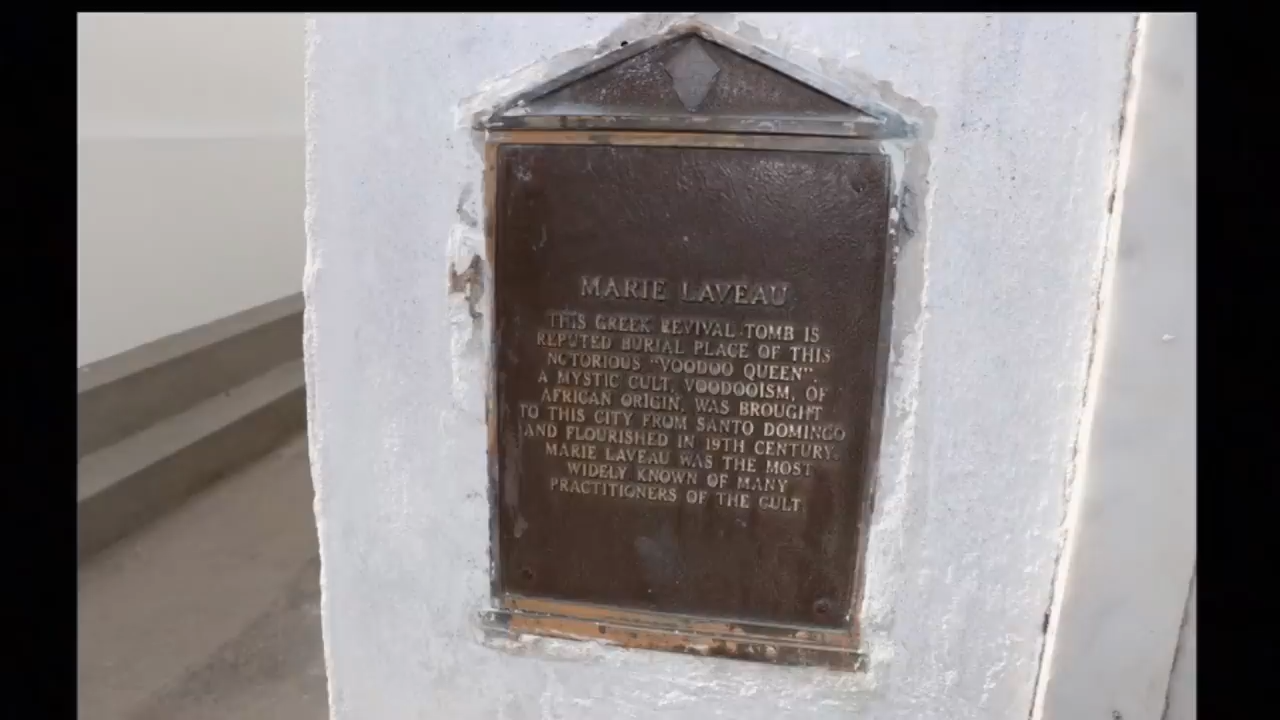 MARIE LAVEAU
THIS GREEK REVIVAL TOMB IS
REPUTED BURIAL PLACE OF THIS
NOTORIOUS "VOODOO QUEEN".
A MYSTIC CULT, VOODOOISM, OF
AFRICAN ORIGIN, WAS BROUGHT
TO THIS CITY FROM SANTO DOMINGO
AND FLOURISHED IN 19TH CENTURY.
MARIE LAVEAU WAS THE MOST
WIDELY KNOWN OF MANY
PRACTITIONERS OF THE CULT.